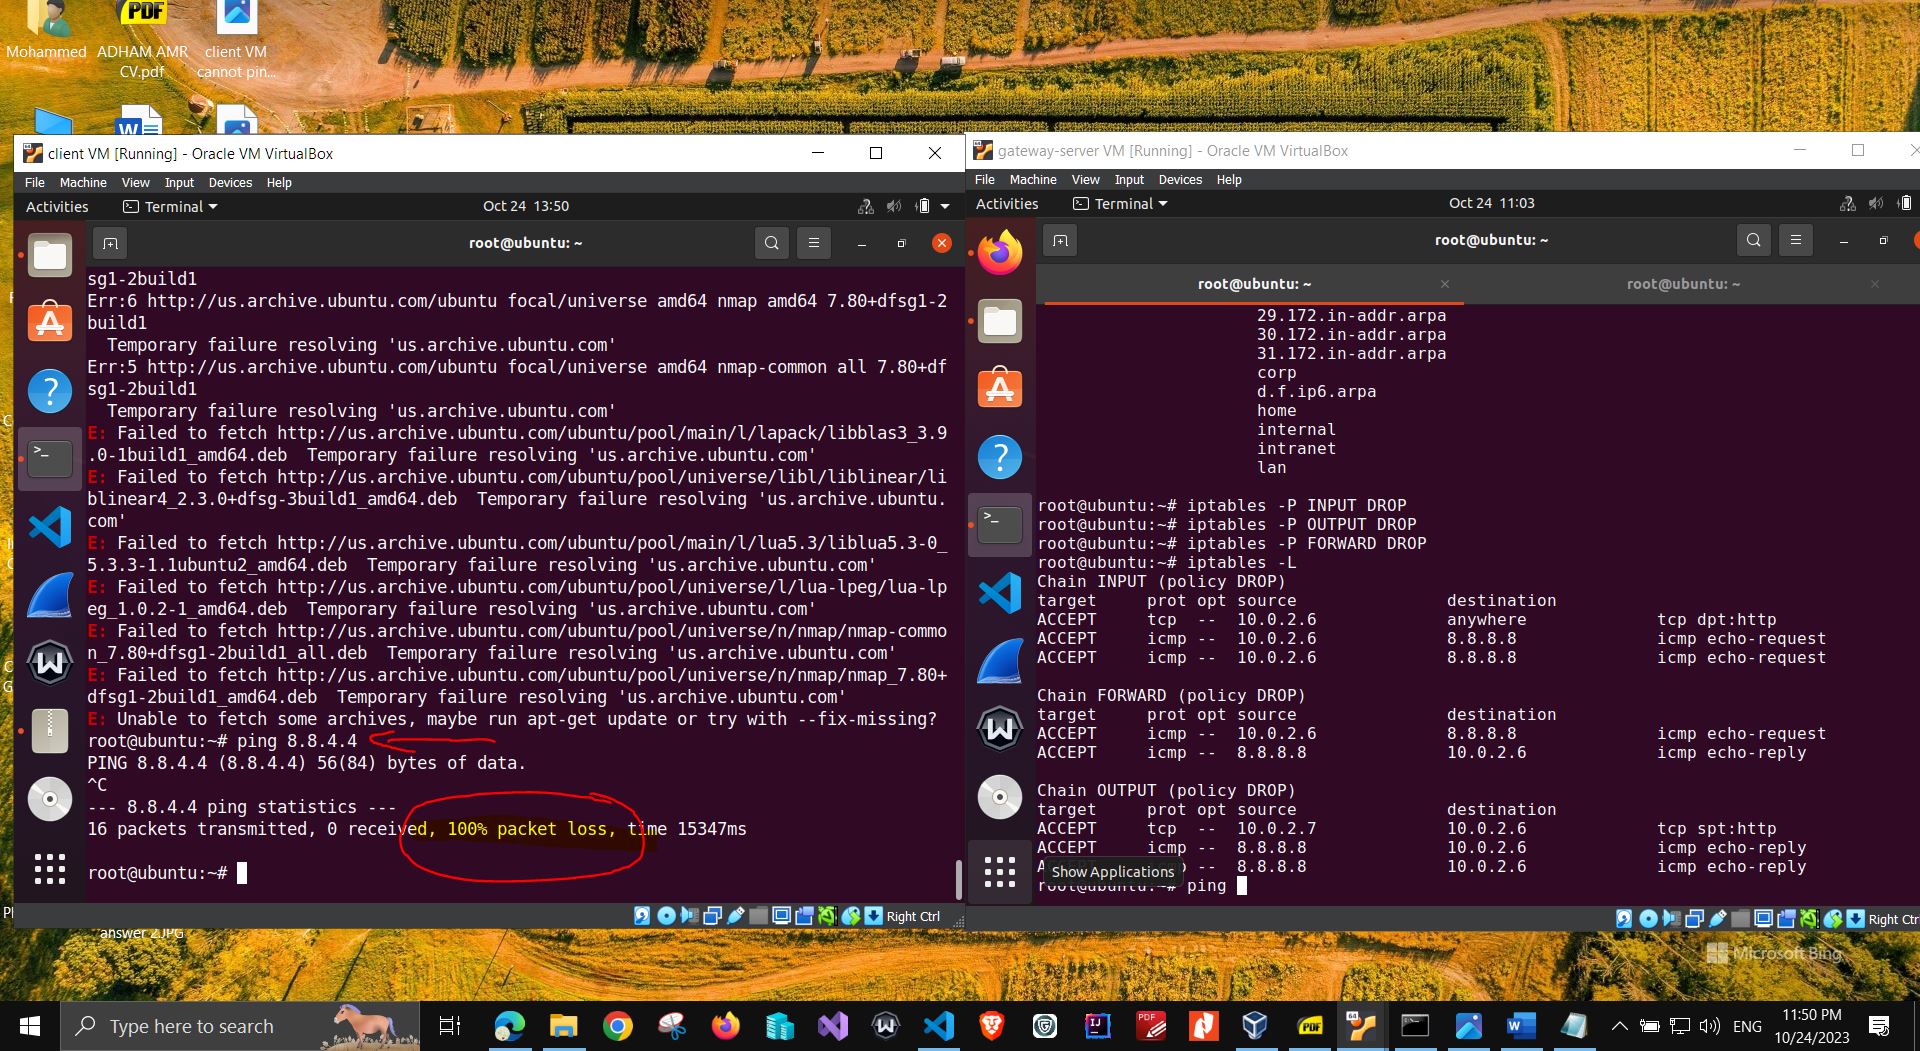 Mohammed
ADHAM AMR
CV.pdf
client VM
cannot pin...
PDF
client VM [Running] - Oracle VM VirtualBox
File Machine View Input Devices Help
Activities
Terminal
Oct 24 13:50
root@ubuntu: ~
sg1-2build1
Err:6 http://us.archive.ubuntu.com/ubuntu focal/universe amd64 nmap amd64 7.80+dfsg1-2
build1
Temporary failure resolving 'us.archive.ubuntu.com'
Err:5 http://us.archive.ubuntu.com/ubuntu focal/universe amd64 nmap-common all 7.80+df
sg1-2build1
Temporary failure resolving 'us.archive.ubuntu.com'
E: Failed to fetch http://us.archive.ubuntu.com/ubuntu/pool/main/l/lapack/libblas3_3.9
.0-1build1_amd64.deb Temporary failure resolving 'us.archive.ubuntu.com'
E: Failed to fetch http://us.archive.ubuntu.com/ubuntu/pool/universe/libl/liblinear/li
blinear4_2.3.0+dfsg-3build1_amd64.deb Temporary failure resolving 'us.archive.ubuntu.
com'
E: Failed to fetch http://us.archive.ubuntu.com/ubuntu/pool/main/l/lua5.3/liblua5.3-0_
5.3.3-1.1ubuntu2_amd64.deb Temporary failure resolving 'us.archive.ubuntu.com'
E: Failed to fetch http://us.archive.ubuntu.com/ubuntu/pool/universe/l/lua-lpeg/lua-lp
eg_1.0.2-1_amd64.deb Temporary failure resolving 'us.archive.ubuntu.com'
E: Failed to fetch http://us.archive.ubuntu.com/ubuntu/pool/universe/n/nmap/nmap-commo
n_7.80+dfsg1-2build1_all.deb Temporary failure resolving 'us.archive.ubuntu.com'
E: Failed to fetch http://us.archive.ubuntu.com/ubuntu/pool/universe/n/nmap/nmap_7.80+
dfsg1-2build1_amd64.deb Temporary failure resolving 'us.archive.ubuntu.com'
E: Unable to fetch some archives, maybe run apt-get update or try with --fix-missing?
root@ubuntu:~# ping 8.8.4.4
PING 8.8.4.4 (8.8.4.4) 56(84) bytes of data.
^C
--- 8.8.4.4 ping statistics ---
16 packets transmitted, 0 received, 100% packet loss, time 15347ms
root@ubuntu:~#
Right Ctrl
gateway-server VM [Running] - Oracle VM VirtualBox
File Machine View Input Devices Help
Activities
Terminal
Oct 24 11:03
root@ubuntu: ~
root@ubuntu: ~
root@ubuntu: ~
29.172.in-addr.arpa
30.172.in-addr.arpa
31.172.in-addr.arpa
corp
d.f.ip6.arpa
home
internal
intranet
lan
root@ubuntu:~# iptables -P INPUT DROP
root@ubuntu:~# iptables -P OUTPUT DROP
root@ubuntu:~# iptables -P FORWARD DROP
root@ubuntu:~# iptables -L
Chain INPUT (policy DROP)
target prot opt source destination
ACCEPT tcp -- 10.0.2.6 anywhere tcp dpt:http
ACCEPT icmp -- 10.0.2.6 8.8.8.8 icmp echo-request
ACCEPT icmp -- 10.0.2.6 8.8.8.8 icmp echo-request
Chain FORWARD (policy DROP)
target prot opt source destination
ACCEPT icmp -- 10.0.2.6 8.8.8.8 icmp echo-request
ACCEPT icmp -- 8.8.8.8 10.0.2.6 icmp echo-reply
Chain OUTPUT (policy DROP)
target prot opt source destination
ACCEPT tcp -- 10.0.2.7 10.0.2.6 tcp spt:http
ACCEPT icmp -- 8.8.8.8 10.0.2.6 icmp echo-reply
8.8.8.8 10.0.2.6 icmp echo-reply
Show Applications
ping
answer 2.JPG
Microsoft Bing
Type here to search
ENG
11:50 PM
10/24/2023